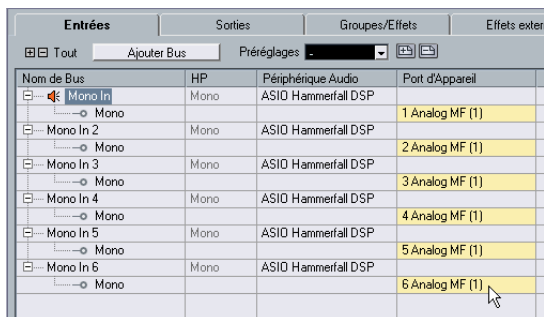 Entrées Sorties Groupes/Effets Effets exter
Tout Ajouter Bus Préréglages -
Nom de Bus HP Périphérique Audio Port d'Appareil
Mono In Mono ASIO Hammerfall DSP
Mono 1 Analog MF (1)
Mono In 2 Mono ASIO Hammerfall DSP
Mono 2 Analog MF (1)
Mono In 3 Mono ASIO Hammerfall DSP
Mono 3 Analog MF (1)
Mono In 4 Mono ASIO Hammerfall DSP
Mono 4 Analog MF (1)
Mono In 5 Mono ASIO Hammerfall DSP
Mono 5 Analog MF (1)
Mono In 6 Mono ASIO Hammerfall DSP
Mono 6 Analog MF (1)